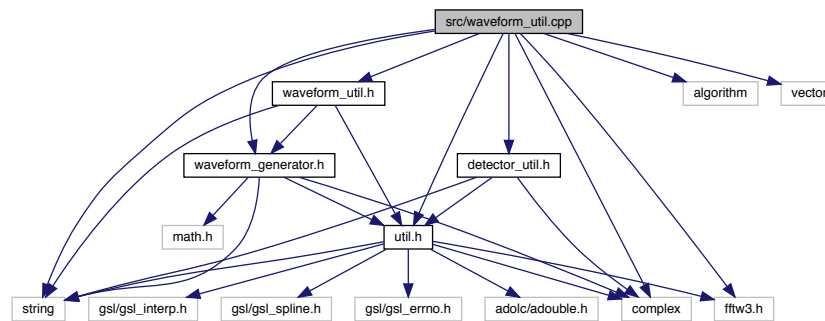 src/waveform_util.cpp
waveform_util.h
algorithm
vector
waveform_generator.h
detector_util.h
math.h
util.h
string
gsl/gsl_interp.h
gsl/gsl_spline.h
gsl/gsl_errno.h
adolc/adouble.h
complex
fftw3.h